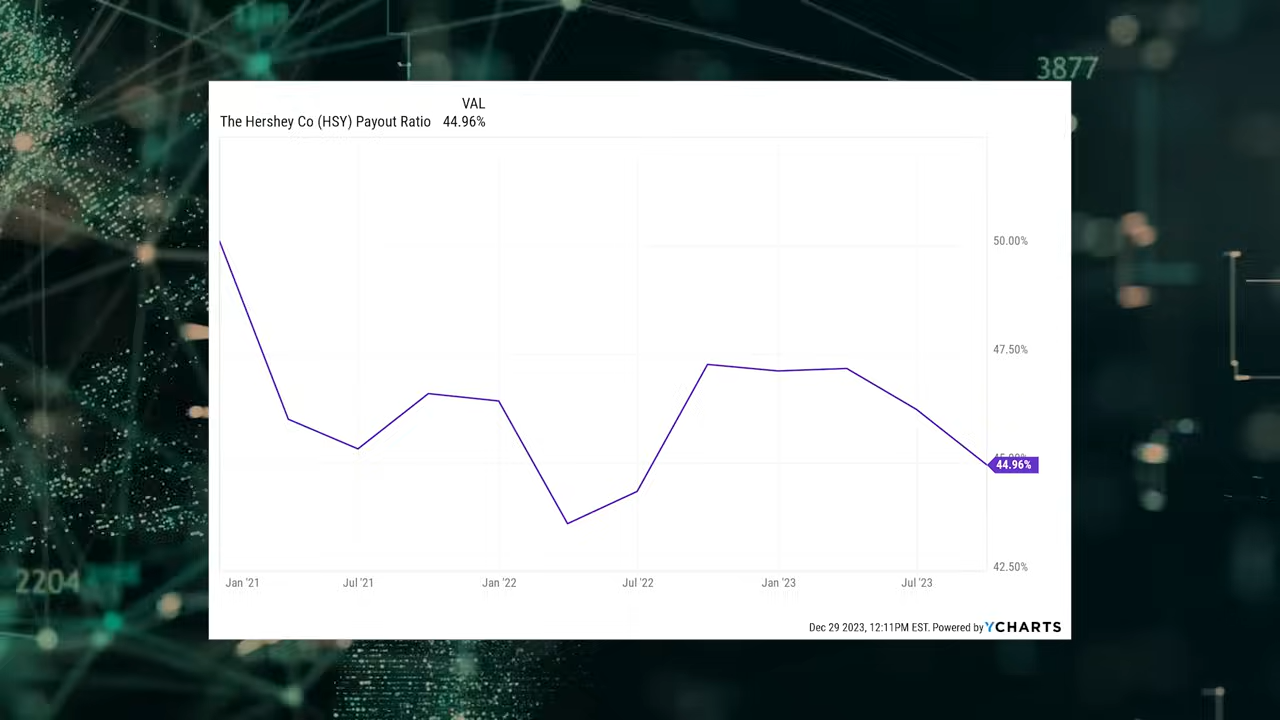 3877
VAL
The Hershey Co (HSY) Payout Ratio 44.96%
50.00%
47.50%
45.00%
44.96%
42.50%
Jan '21 Jul '21 Jan '22 Jul '22 Jan '23 Jul '23
2204
Dec 29 2023, 12:11PM EST. Powered by YCHARTS